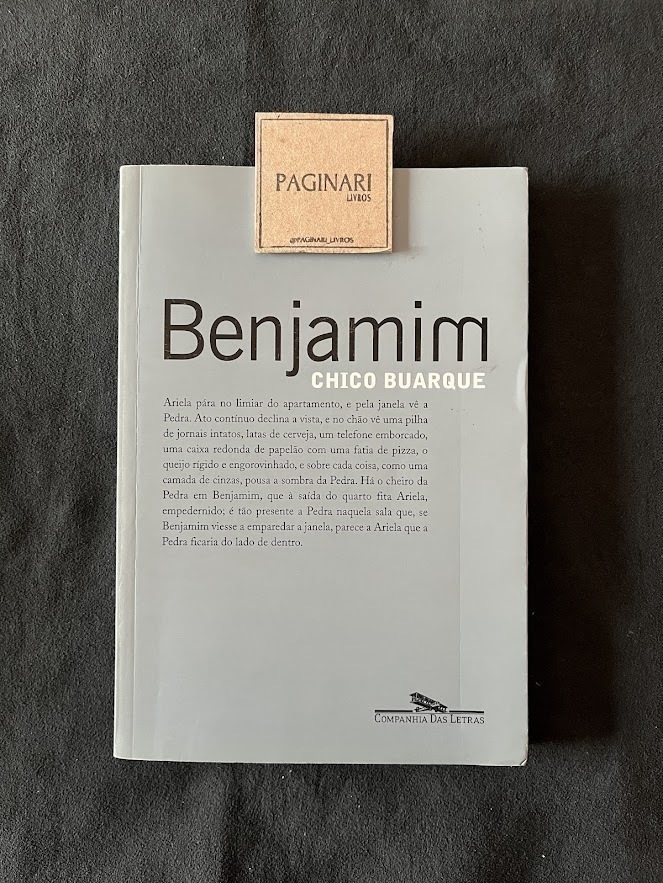 PAGINARI
LIVROS
@PAGINARI_LIVROS
Benjamim
CHICO BUARQUE
Ariela pára no limiar do apartamento, e pela janela vê a
Pedra. Ato contínuo declina a vista, e no chão vê uma pilha
de jornais intatos, latas de cerveja, um telefone emborcado,
uma caixa redonda de papelão com uma fatia de pizza, o
queijo rígido e engorovinhado, e sobre cada coisa, como uma
camada de cinzas, pousa a sombra da Pedra. Há o cheiro da
Pedra em Benjamim, que à saída do quarto fita Ariela,
empedernido; é tão presente a Pedra naquela sala que, se
Benjamim viesse a emparedar a janela, parece a Ariela que a
Pedra ficaria do lado de dentro.
COMPANHIA DAS LETRAS